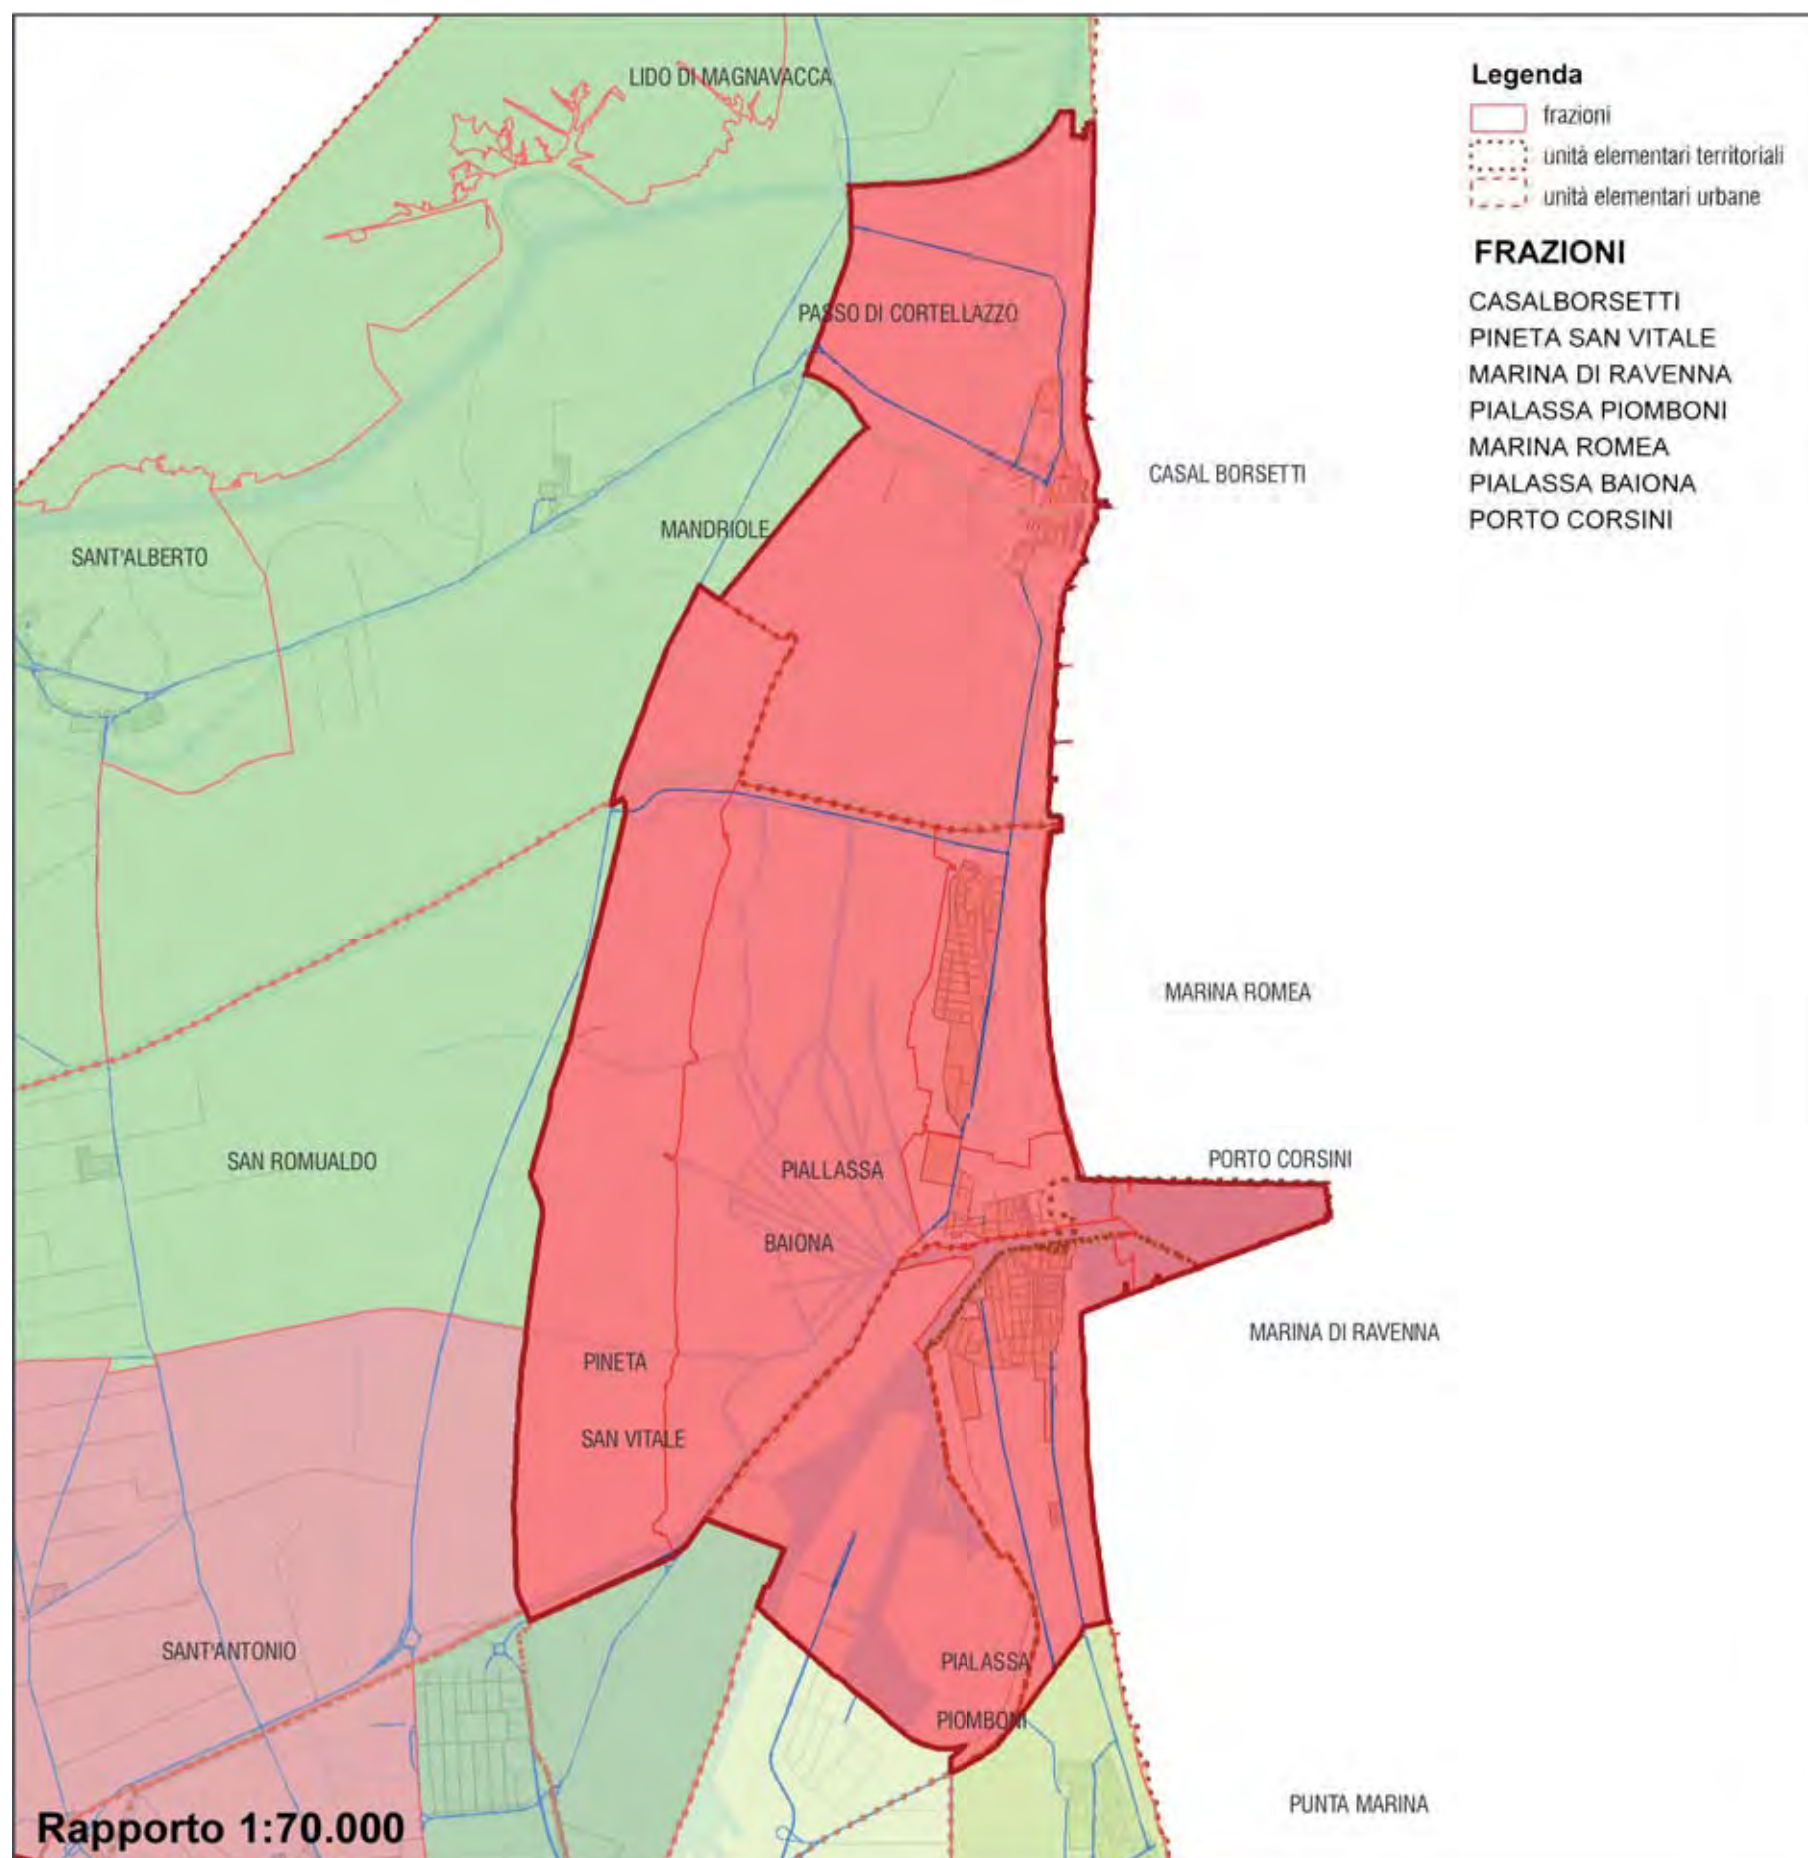 LIDO DI MAGNAVACCA
Legenda
frazioni
unità elementari territoriali
unità elementari urbane
FRAZIONI
CASALBORSETTI
PINETA SAN VITALE
MARINA DI RAVENNA
PIALASSA PIOMBONI
MARINA ROMEA
PIALASSA BAIONA
PORTO CORSINI
PASSO DI CORTELLAZZO
CASAL BORSETTI
MANDRIOLE
SANT'ALBERTO
MARINA ROMEA
SAN ROMUALDO
PIALLASSA
BAIONA
PORTO CORSINI
MARINA DI RAVENNA
PINETA
SAN VITALE
SANT'ANTONIO
PIALASSA
PIOMBONI
PUNTA MARINA
Rapporto 1:70.000